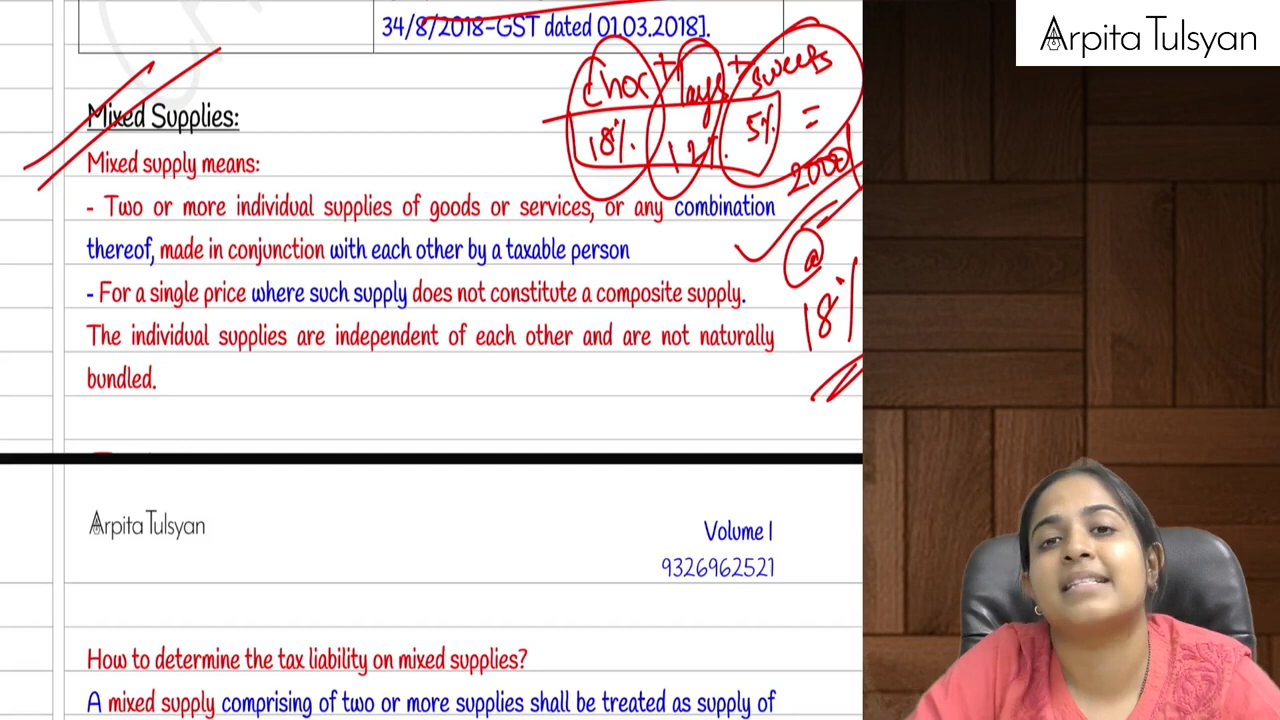 Arpita Tulsyan
34/8/2018-GST dated 01.03.2018].
Choc + Lays + Sweets
18% 12% 5% =
2000/
@
18%
Mixed Supplies:
Mixed supply means:
- Two or more individual supplies of goods or services, or any combination
thereof, made in conjunction with each other by a taxable person
- For a single price where such supply does not constitute a composite supply.
The individual supplies are independent of each other and are not naturally
bundled.
Arpita Tulsyan
Volume I
9326962521
How to determine the tax liability on mixed supplies?
A mixed supply comprising of two or more supplies shall be treated as supply of